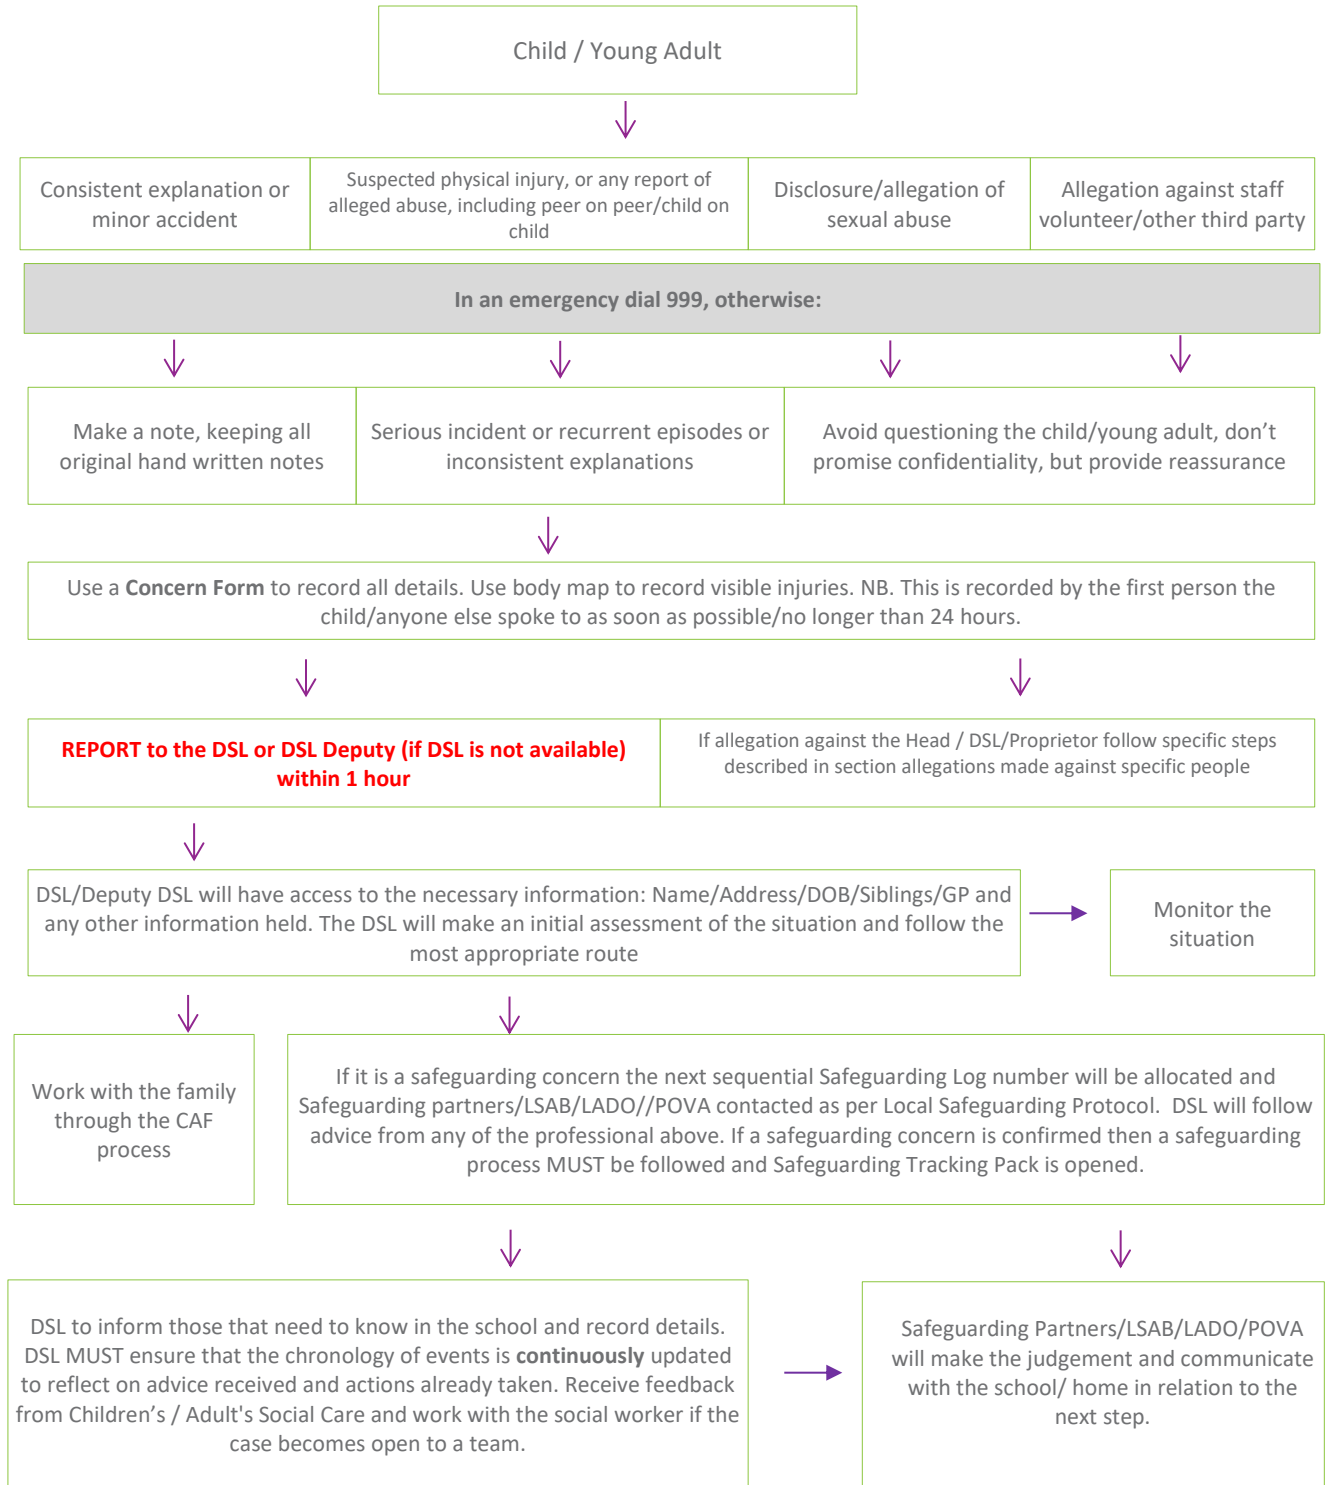 Child / Young Adult
Consistent explanation or
minor accident
Suspected physical injury, or any report of
alleged abuse, including peer on peer/child on
child
Disclosure/allegation of
sexual abuse
Allegation against staff
volunteer/other third party
In an emergency dial 999, otherwise:
Make a note, keeping all
original hand written notes
Serious incident or recurrent episodes or
inconsistent explanations
Avoid questioning the child/young adult, don’t
promise confidentiality, but provide reassurance
Use a Concern Form to record all details. Use body map to record visible injuries. NB. This is recorded by the first person the
child/anyone else spoke to as soon as possible/no longer than 24 hours.
REPORT to the DSL or DSL Deputy (if DSL is not available)
within 1 hour
If allegation against the Head / DSL/Proprietor follow specific steps
described in section allegations made against specific people
DSL/Deputy DSL will have access to the necessary information: Name/Address/DOB/Siblings/GP and
any other information held. The DSL will make an initial assessment of the situation and follow the
most appropriate route
Monitor the
situation
Work with the family
through the CAF
process
If it is a safeguarding concern the next sequential Safeguarding Log number will be allocated and
Safeguarding partners/LSAB/LADO//POVA contacted as per Local Safeguarding Protocol. DSL will follow
advice from any of the professional above. If a safeguarding concern is confirmed then a safeguarding
process MUST be followed and Safeguarding Tracking Pack is opened.
DSL to inform those that need to know in the school and record details.
DSL MUST ensure that the chronology of events is continuously updated
to reflect on advice received and actions already taken. Receive feedback
from Children’s / Adult's Social Care and work with the social worker if the
case becomes open to a team.
Safeguarding Partners/LSAB/LADO/POVA
will make the judgement and communicate
with the school/ home in relation to the
next step.